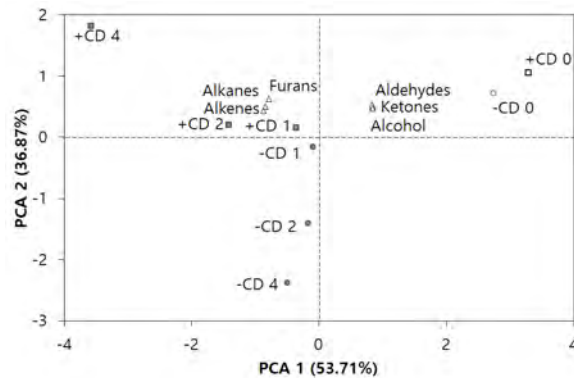 2
+CD 4
+CD 0
1
Alkanes
Furans
Aldehydes
-CD 0
Alkenes
Ketones
+CD 2
+CD 1
Alcohol
0
-CD 1
-1
-CD 2
-2
-CD 4
-3
-4
-2
0
2
4
PCA 2 (36.87%)
PCA 1 (53.71%)